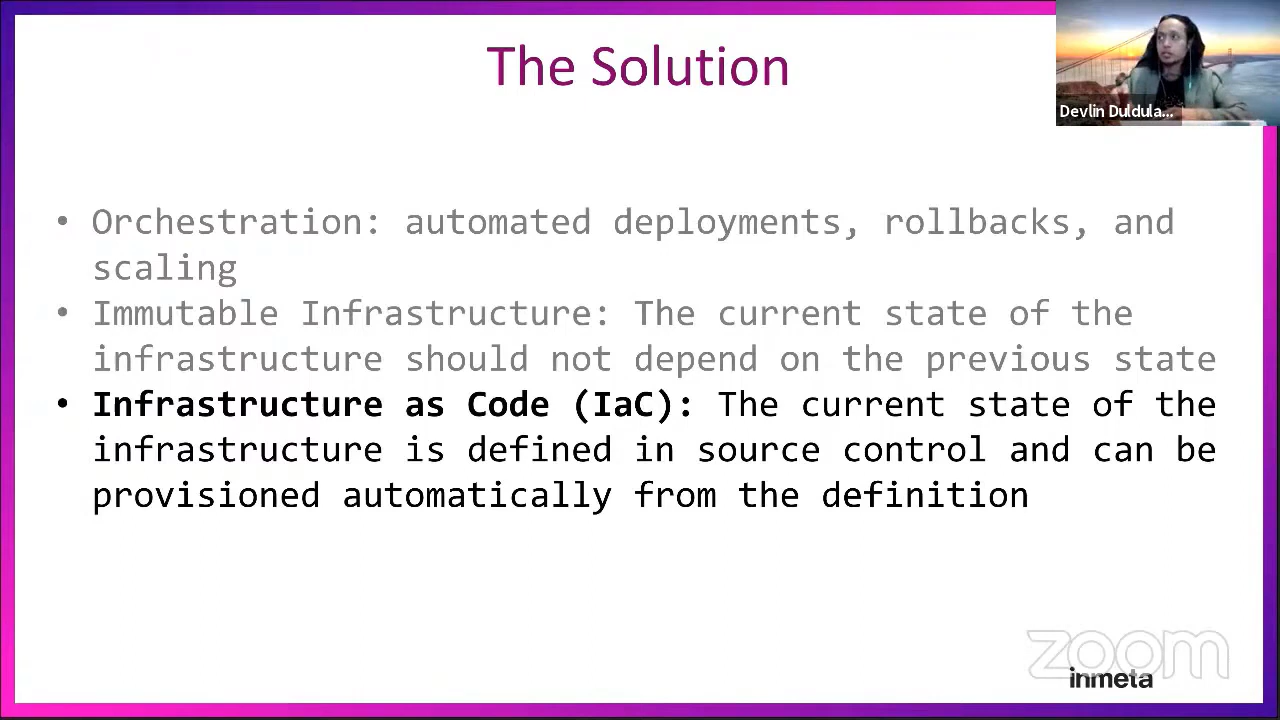 The Solution
Devlin Duldula...
• Orchestration: automated deployments, rollbacks, and
scaling
• Immutable Infrastructure: The current state of the
infrastructure should not depend on the previous state
• Infrastructure as Code (IaC): The current state of the
infrastructure is defined in source control and can be
provisioned automatically from the definition
zoom
inmeta